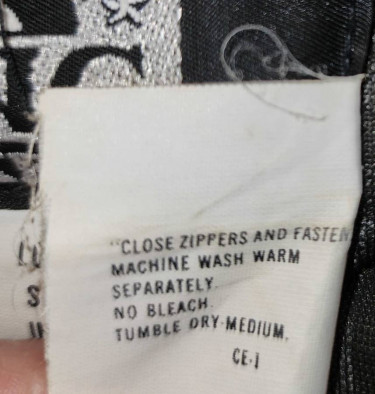 "CLOSE ZIPPERS AND FASTEN
MACHINE WASH WARM
SEPARATELY.
NO BLEACH.
TUMBLE DRY-MEDIUM.
CE-1